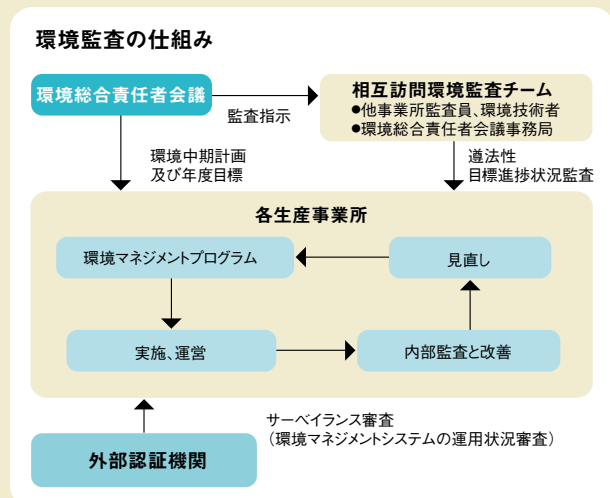 環境監査の仕組み
環境総合責任者会議
監査指示
相互訪問環境監査チーム
●他事業所監査員、環境技術者
●環境総合責任者会議事務局
環境中期計画
及び年度目標
遵法性
目標進捗状況監査
各生産事業所
環境マネジメントプログラム
見直し
実施、運営
内部監査と改善
サーベイランス審査
（環境マネジメントシステムの運用状況審査）
外部認証機関